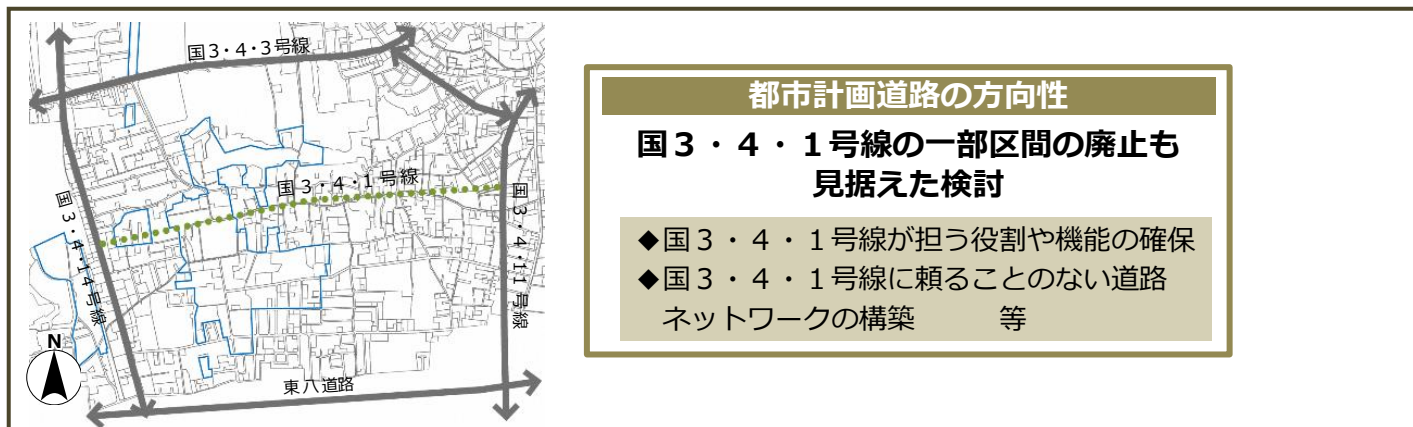 国3・4・3号線
国3・4・1号線
国3・4・14号線
国3・4・11号線
東八道路
N
都市計画道路の方向性
国3・4・1号線の一部区間の廃止も
見据えた検討
◆国3・4・1号線が担う役割や機能の確保
◆国3・4・1号線に頼ることのない道路
ネットワークの構築　　　等